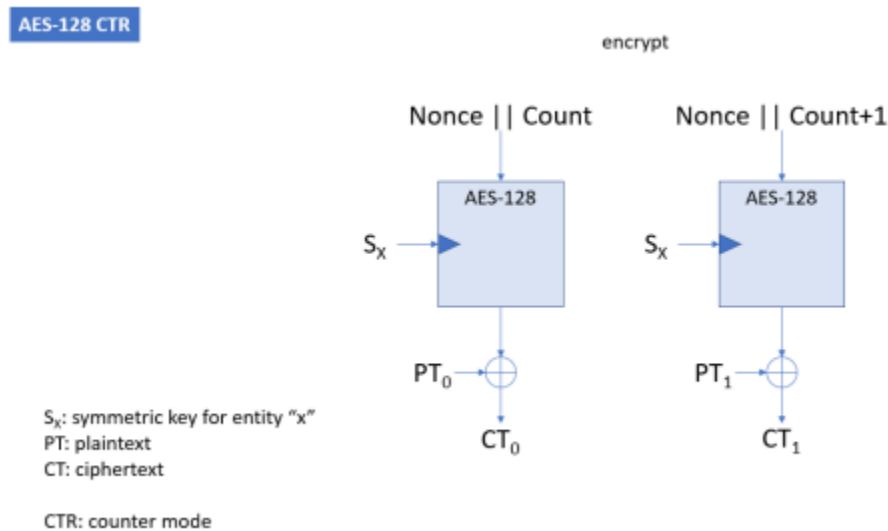 AES-128 CTR
encrypt
Nonce || Count
Nonce || Count+1
AES-128
AES-128
Sₓ
Sₓ
PT₀
PT₁
CT₀
CT₁
Sₓ: symmetric key for entity “x”
PT: plaintext
CT: ciphertext
CTR: counter mode